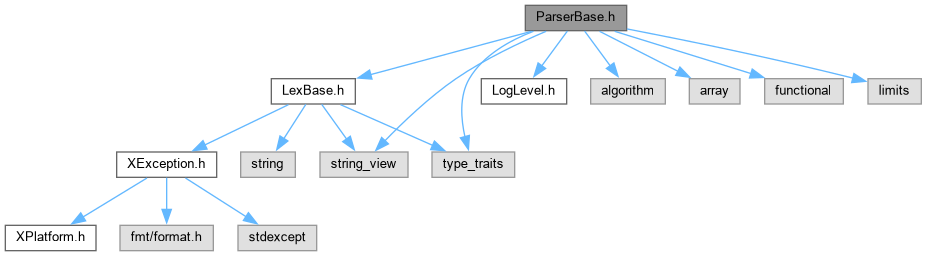 ParserBase.h
LexBase.h
LogLevel.h
algorithm
array
functional
limits
XException.h
string
string_view
type_traits
XPlatform.h
fmt/format.h
stdexcept